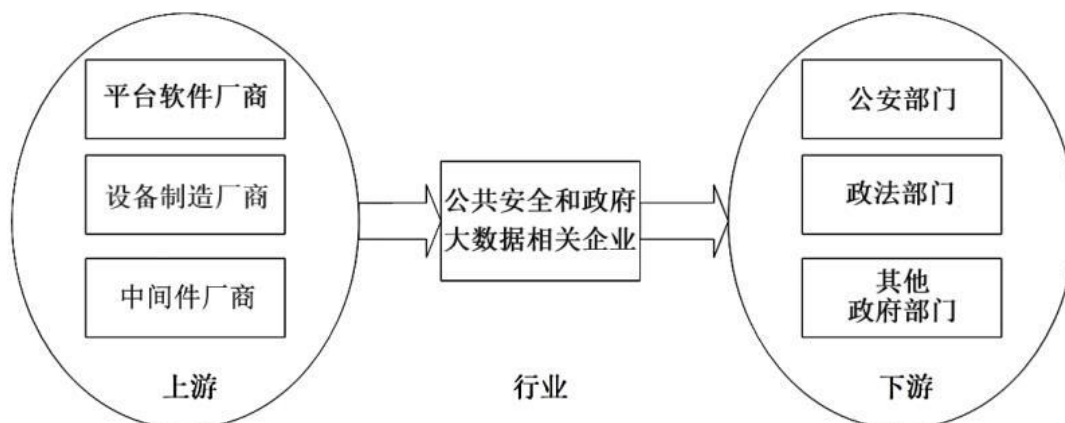 平台软件厂商
设备制造厂商
中间件厂商
上游
公共安全和政府
大数据相关企业
行业
公安部门
政法部门
其他
政府部门
下游